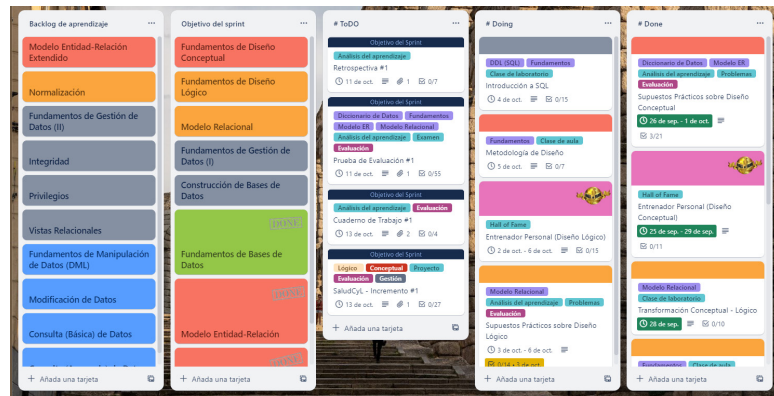 Backlog de aprendizaje
Modelo Entidad-Relación
Extendido
Normalización
Fundamentos de Gestión de
Datos (II)
Integridad
Privilegios
Vistas Relacionales
Fundamentos de Manipulación
de Datos (DML)
Modificación de Datos
Consulta (Básica) de Datos
+ Añada una tarjeta
Objetivo del sprint
Fundamentos de Diseño
Conceptual
Fundamentos de Diseño
Lógico
Modelo Relacional
Fundamentos de Gestión de
Datos (I)
Construcción de Bases de
Datos
DONE
Fundamentos de Bases de
Datos
DONE
Modelo Entidad-Relación
DONE
+ Añada una tarjeta
# ToDO
Objetivo del Sprint
Análisis del aprendizaje
Retrospectiva #1
11 de oct. 1 0/7
Objetivo del Sprint
Diccionario de Datos Fundamentos
Modelo ER Modelo Relacional
Análisis del aprendizaje Examen
Evaluación
Prueba de Evaluación #1
11 de oct. 1 0/55
Objetivo del Sprint
Análisis del aprendizaje Evaluación
Cuaderno de Trabajo #1
13 de oct. 2 0/4
Objetivo del Sprint
Lógico Conceptual Proyecto
Evaluación Gestión
SaludCyL - Incremento #1
13 de oct. 1 0/27
+ Añada una tarjeta
# Doing
DDL (SQL) Fundamentos
Clase de laboratorio
Introducción a SQL
4 de oct. 0/15
Fundamentos Clase de aula
Metodología de Diseño
5 de oct. 0/7
Hall of Fame
Entrenador Personal (Diseño Lógico)
2 de oct. - 6 de oct. 0/15
Modelo Relacional
Análisis del aprendizaje Problemas
Evaluación
Supuestos Prácticos sobre Diseño
Lógico
3 de oct. - 6 de oct.
0/14 • 3 de oct.
+ Añada una tarjeta
# Done
Diccionario de Datos Modelo ER
Análisis del aprendizaje Problemas
Evaluación
Supuestos Prácticos sobre Diseño
Conceptual
26 de sep. - 1 de oct.
3/21
Hall of Fame
Entrenador Personal (Diseño
Conceptual)
25 de sep. - 29 de sep.
0/11
Modelo Relacional
Clase de laboratorio
Transformación Conceptual - Lógico
28 de sep. 0/10
Fundamentos Clase de aula
+ Añada una tarjeta